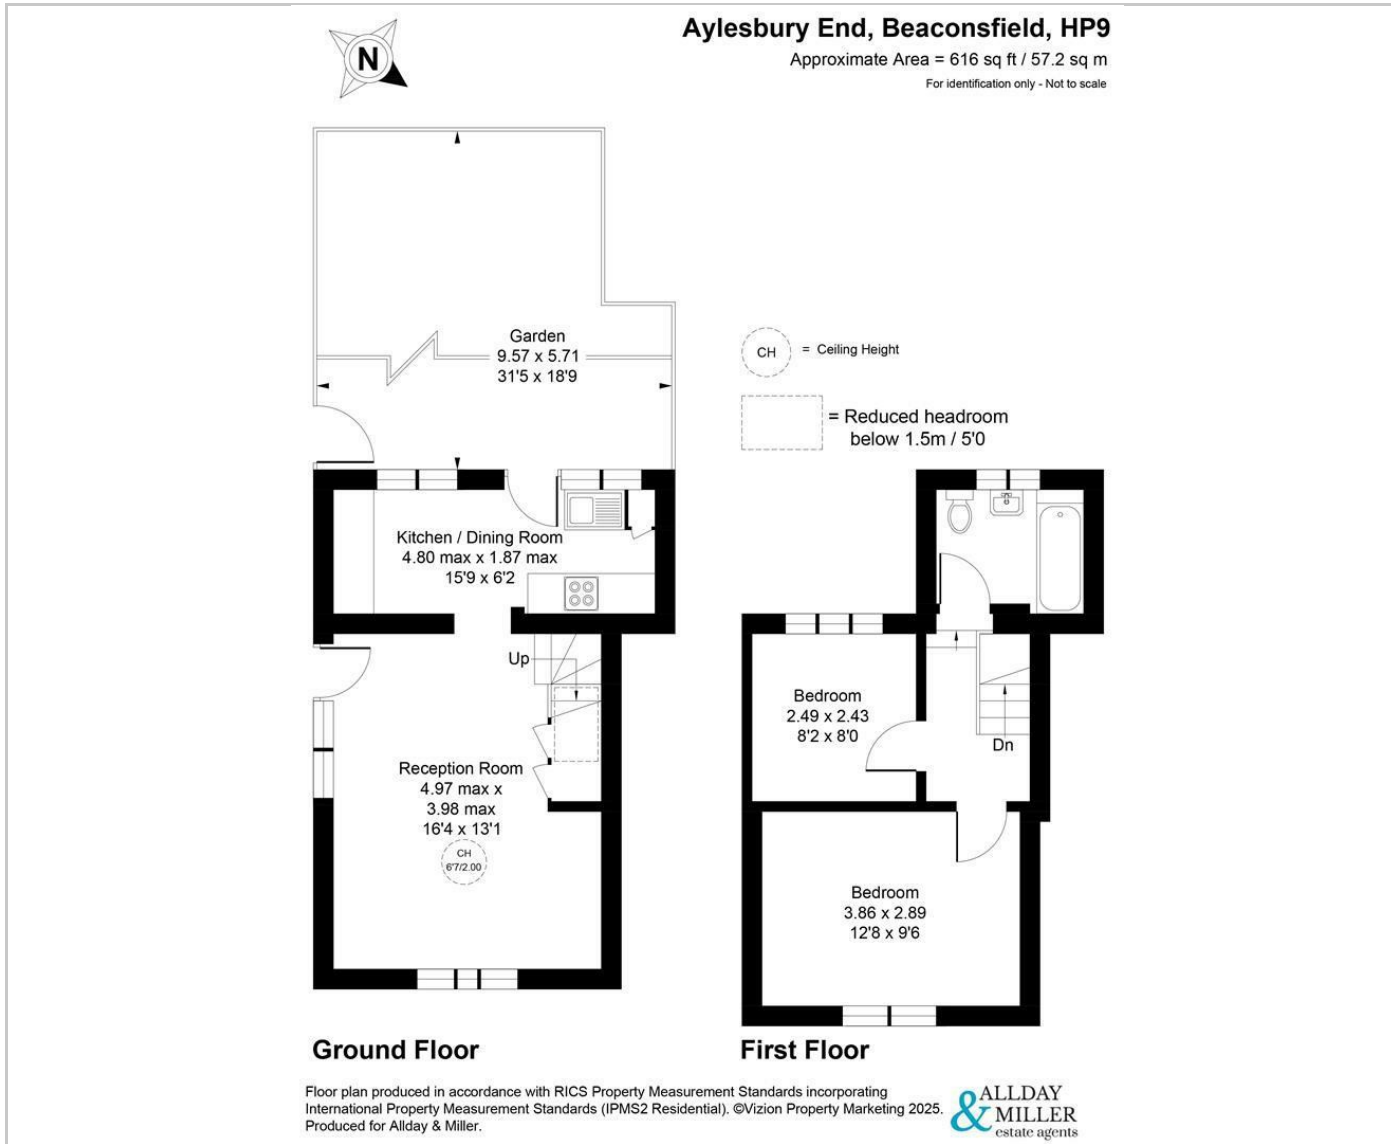 Aylesbury End, Beaconsfield, HP9
Approximate Area = 616 sq ft / 57.2 sq m
For identification only - Not to scale
N
Garden
9.57 x 5.71
31'5 x 18'9
CH = Ceiling Height
= Reduced headroom
below 1.5m / 5'0
Kitchen / Dining Room
4.80 max x 1.87 max
15'9 x 6'2
Up
Reception Room
4.97 max x
3.98 max
16'4 x 13'1
CH
6'7/2.00
Bedroom
2.49 x 2.43
8'2 x 8'0
Dn
Bedroom
3.86 x 2.89
12'8 x 9'6
Ground Floor
First Floor
Floor plan produced in accordance with RICS Property Measurement Standards incorporating
International Property Measurement Standards (IPMS2 Residential). ©Vizion Property Marketing 2025.
Produced for Allday & Miller.
ALLDAY
& MILLER
estate agents